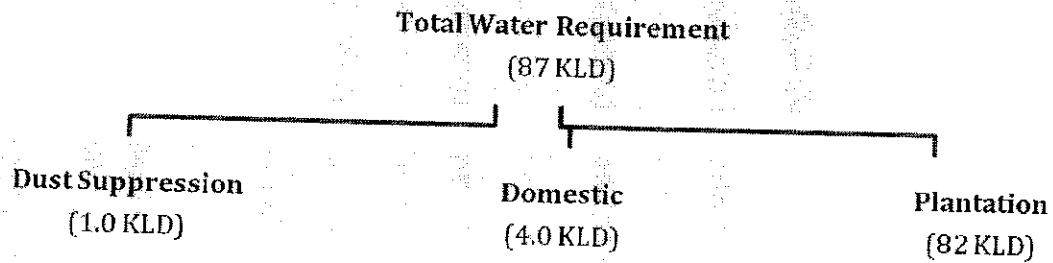 Total Water Requirement
(87 KLD)
Dust Suppression
(1.0 KLD)
Domestic
(4.0 KLD)
Plantation
(82 KLD)